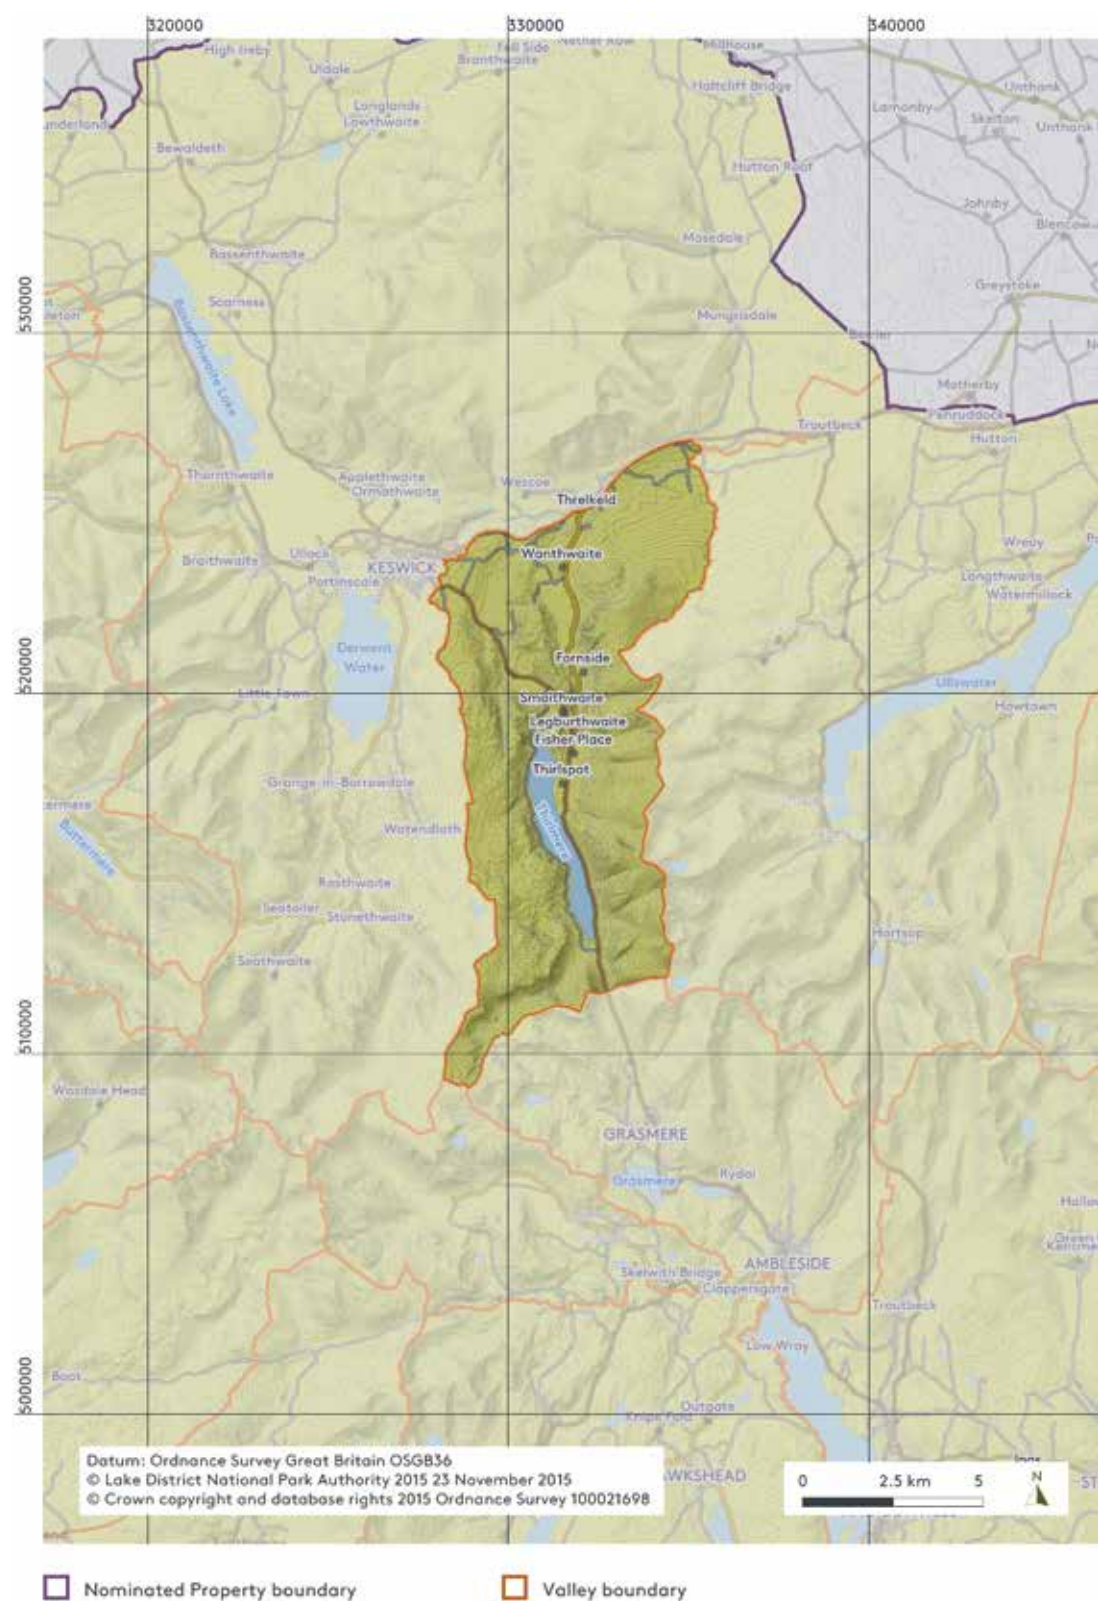 320000
330000
340000
High Ireby
Fell Side
Nether Row
Millhouse
Branthwaite
Uldale
Haltcliff Bridge
Unthank
Longlands
Lamonby
Skelton
Lowthwaite
Unthank
Bewaldeth
Hutton Roof
Johnby
Mosedale
Blencow
Bassenthwaite
Greystoke
Scarness
530000
Mungrisdale
Berrier
Bassenthwaite Lake
Motherby
Penruddock
Troutbeck
Hutton
Thornthwaite
Applethwaite
Wescoe
Ormathwaite
Threlkeld
Wreay
Ullock
Wanthwaite
Braithwaite
KESWICK
Portinscale
Longthwaite
Watermillock
Derwent
Water
Fornside
520000
Ullswater
Little Town
Smaithwaite
Howtown
Legburthwaite
Fisher Place
Thirlspot
Grange-in-Borrowdale
Thirlmere
Watendlath
Buttermere
Rosthwaite
Seatoller
Stonethwaite
Hartsop
Seathwaite
510000
Wasdale Head
GRASMERE
Grasmere
Rydal
AMBLESIDE
Skelwith Bridge
Clappersgate
Troutbeck
Low Wray
Boot
500000
Outgate
Knipe Fold
AWKSHEAD
Datum: Ordnance Survey Great Britain OSGB36
© Lake District National Park Authority 2015 23 November 2015
© Crown copyright and database rights 2015 Ordnance Survey 100021698
0 2.5 km 5
N
Nominated Property boundary
Valley boundary